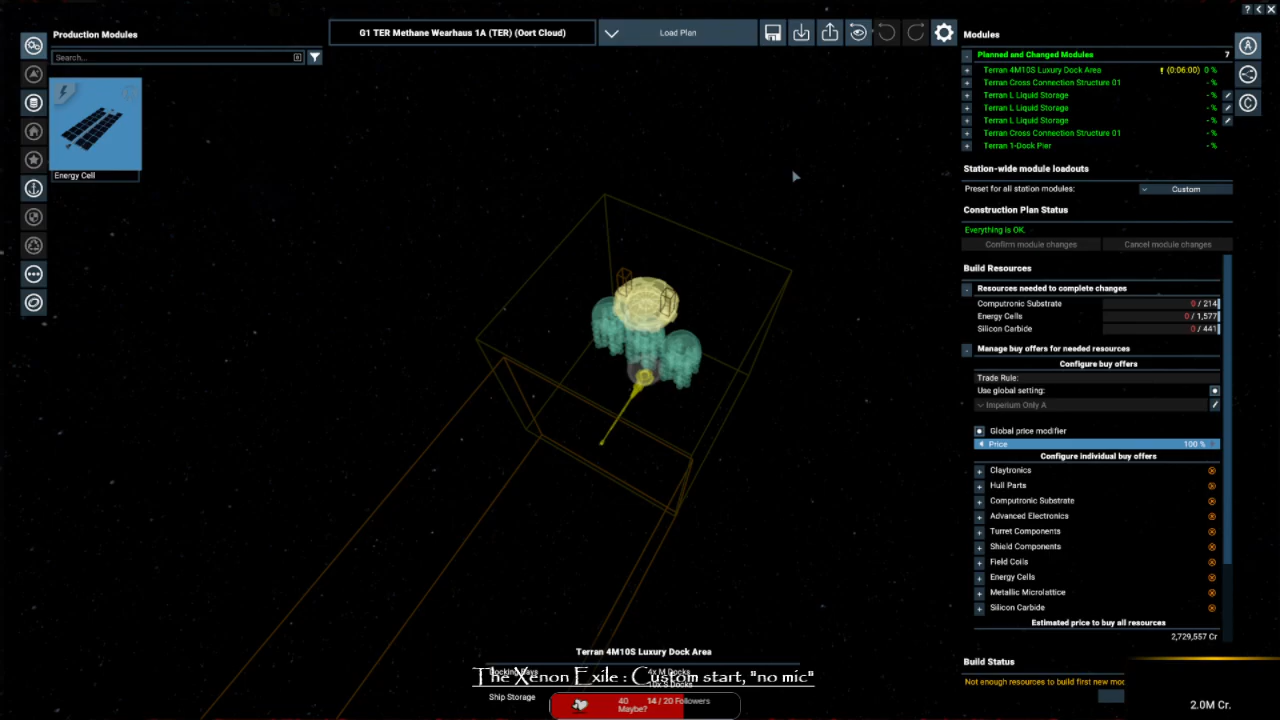 Production Modules
Search...
Energy Cell
G1 TER Methane Wearhaus 1A (TER) (Oort Cloud)
Load Plan
? < X
Modules
- Planned and Changed Modules 7
+ Terran 4M10S Luxury Dock Area ! (0:06:00) 0 %
+ Terran Cross Connection Structure 01 - %
+ Terran L Liquid Storage - %
+ Terran L Liquid Storage - %
+ Terran L Liquid Storage - %
+ Terran Cross Connection Structure 01 - %
+ Terran 1-Dock Pier - %
Station-wide module loadouts
Preset for all station modules: Custom
Construction Plan Status
Everything is OK.
Confirm module changes Cancel module changes
Build Resources
- Resources needed to complete changes
Computronic Substrate 0 / 214
Energy Cells 0 / 1,577
Silicon Carbide 0 / 441
- Manage buy offers for needed resources
Configure buy offers
Trade Rule:
Use global setting:
Imperium Only A
Global price modifier
Price 100 %
Configure individual buy offers
+ Claytronics
+ Hull Parts
+ Computronic Substrate
+ Advanced Electronics
+ Turret Components
+ Shield Components
+ Field Coils
+ Energy Cells
+ Metallic Microlattice
+ Silicon Carbide
Estimated price to buy all resources
2,729,557 Cr
Build Status
Not enough resources to build first new mod
2.0M Cr.
Terran 4M10S Luxury Dock Area
Docking Bays 4x M Docks
10x S Docks
The Xenon Exile : Custom start, "no mic"
Ship Storage
40 14 / 20 Followers
Maybe?